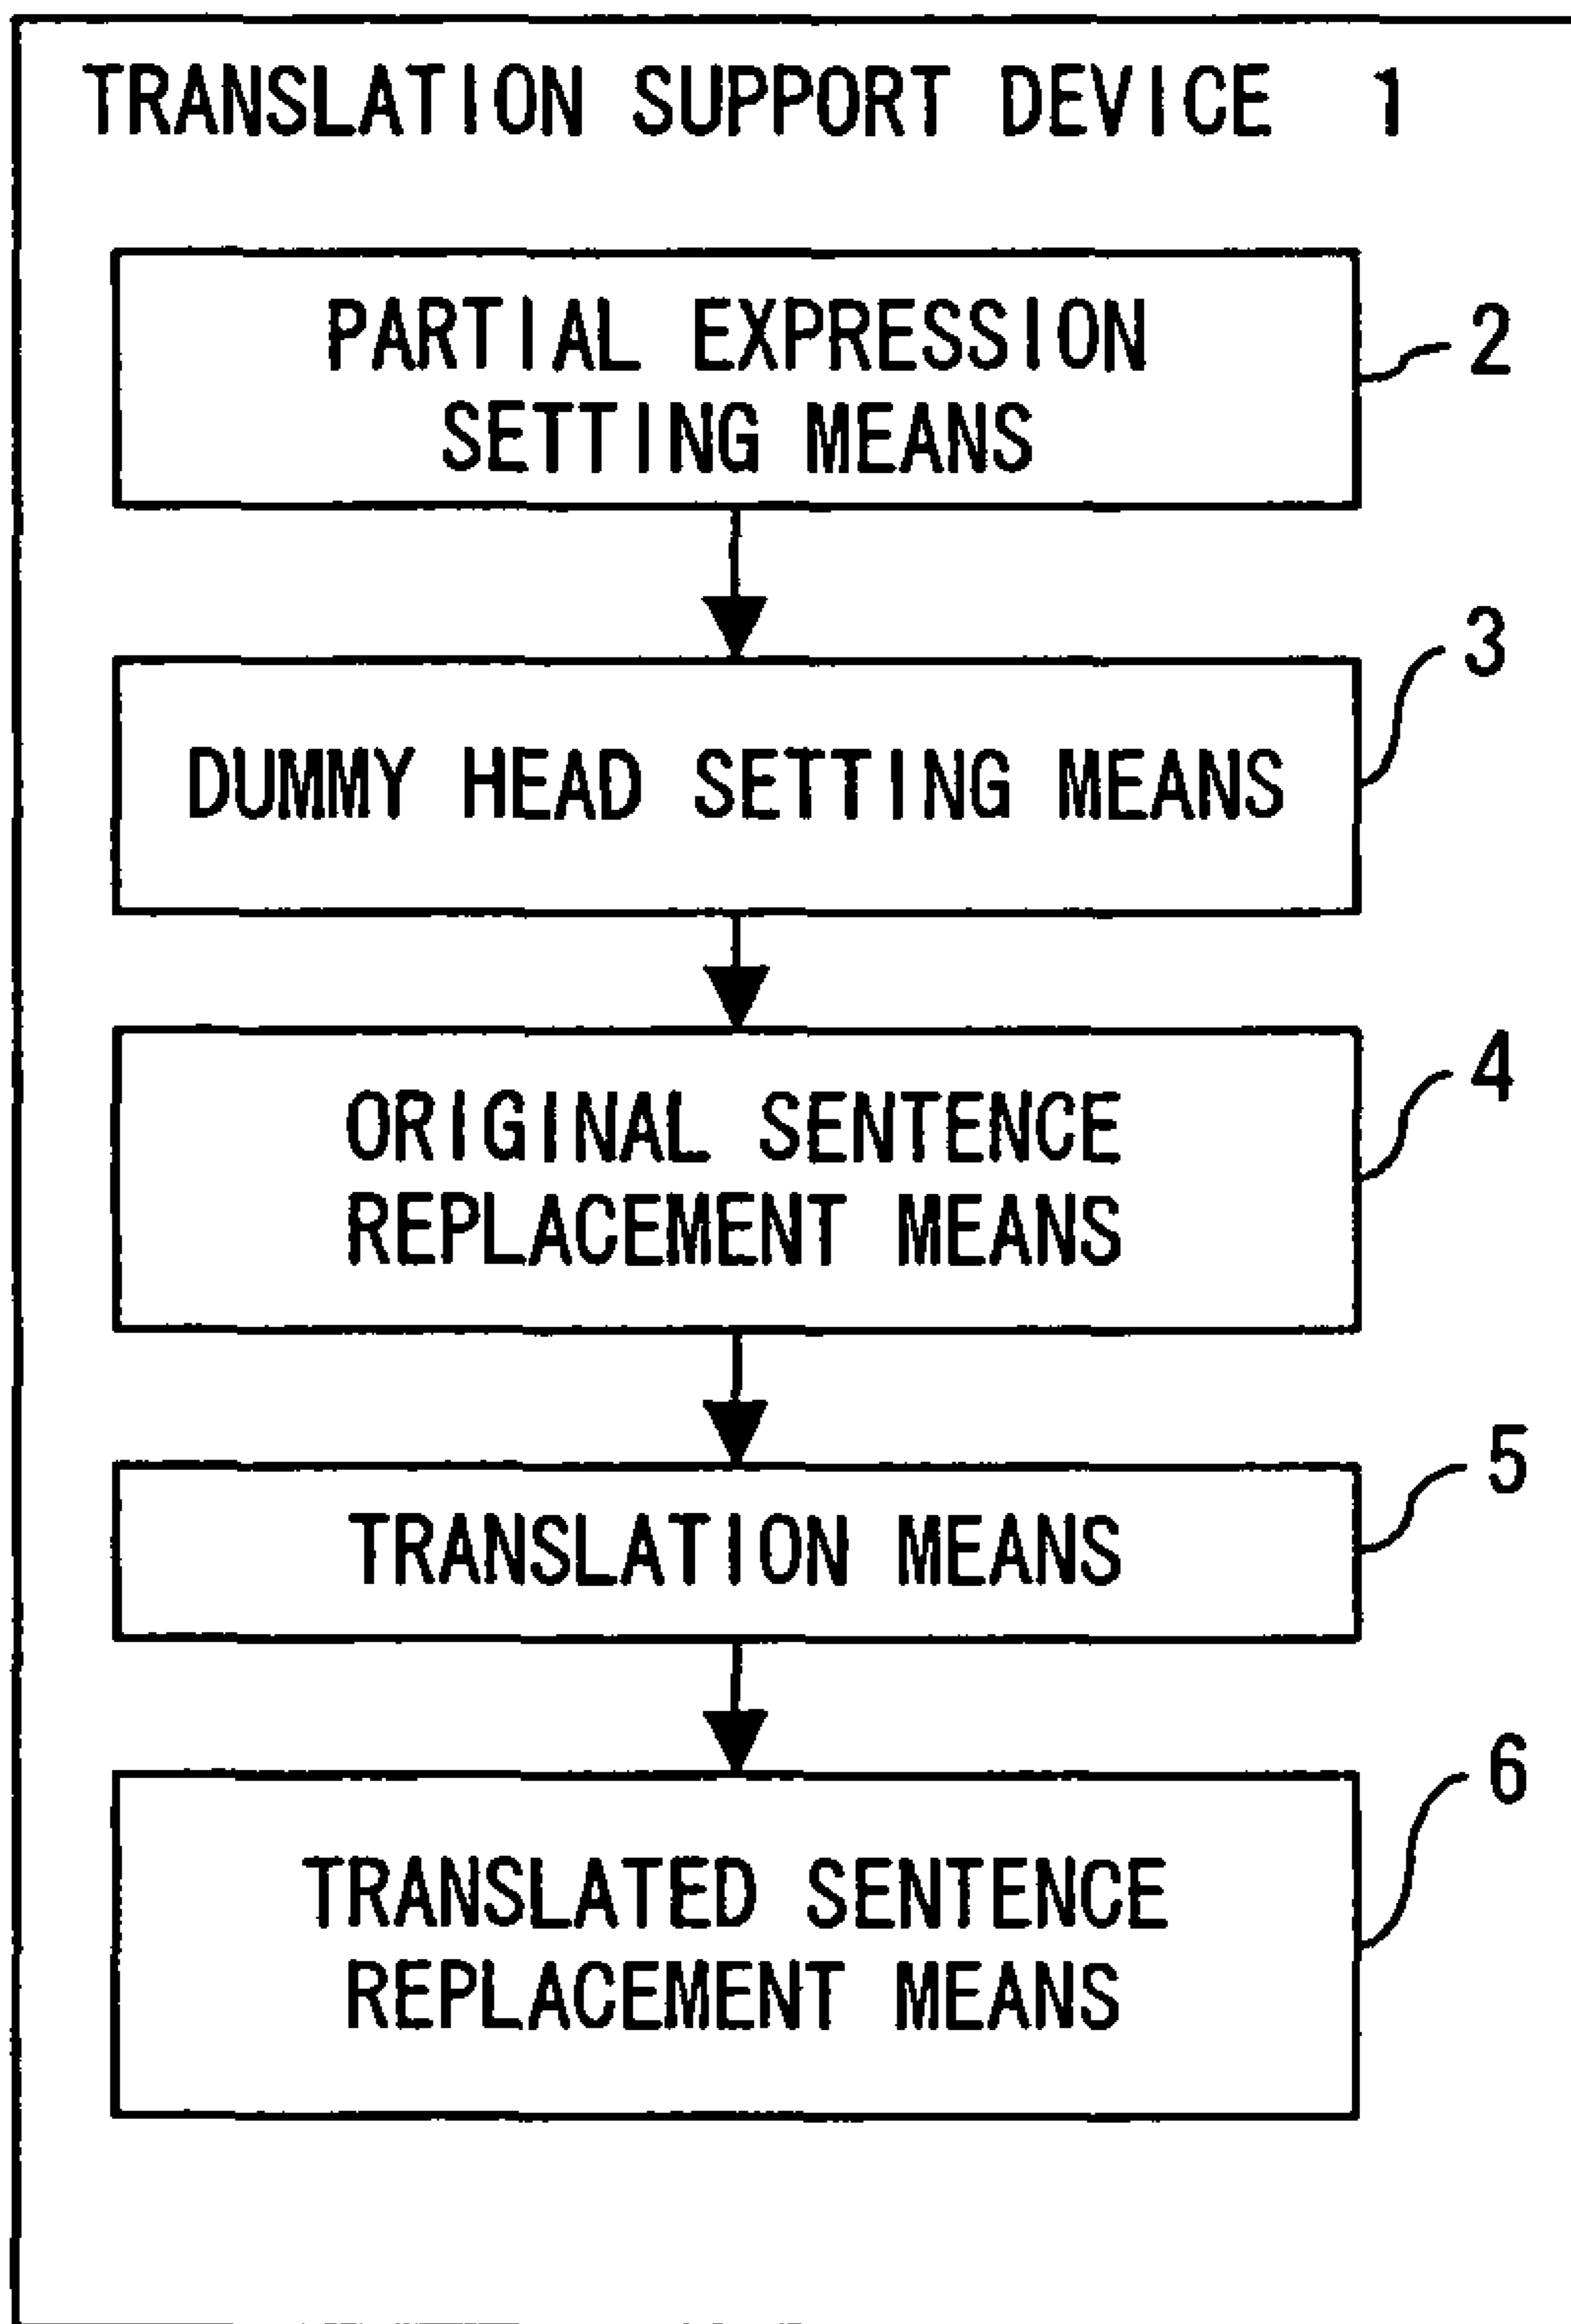 TRANSLATION SUPPORT DEVICE 1
PARTIAL EXPRESSION
SETTING MEANS
2
DUMMY HEAD SETTING MEANS
3
ORIGINAL SENTENCE
REPLACEMENT MEANS
4
TRANSLATION MEANS
5
TRANSLATED SENTENCE
REPLACEMENT MEANS
6